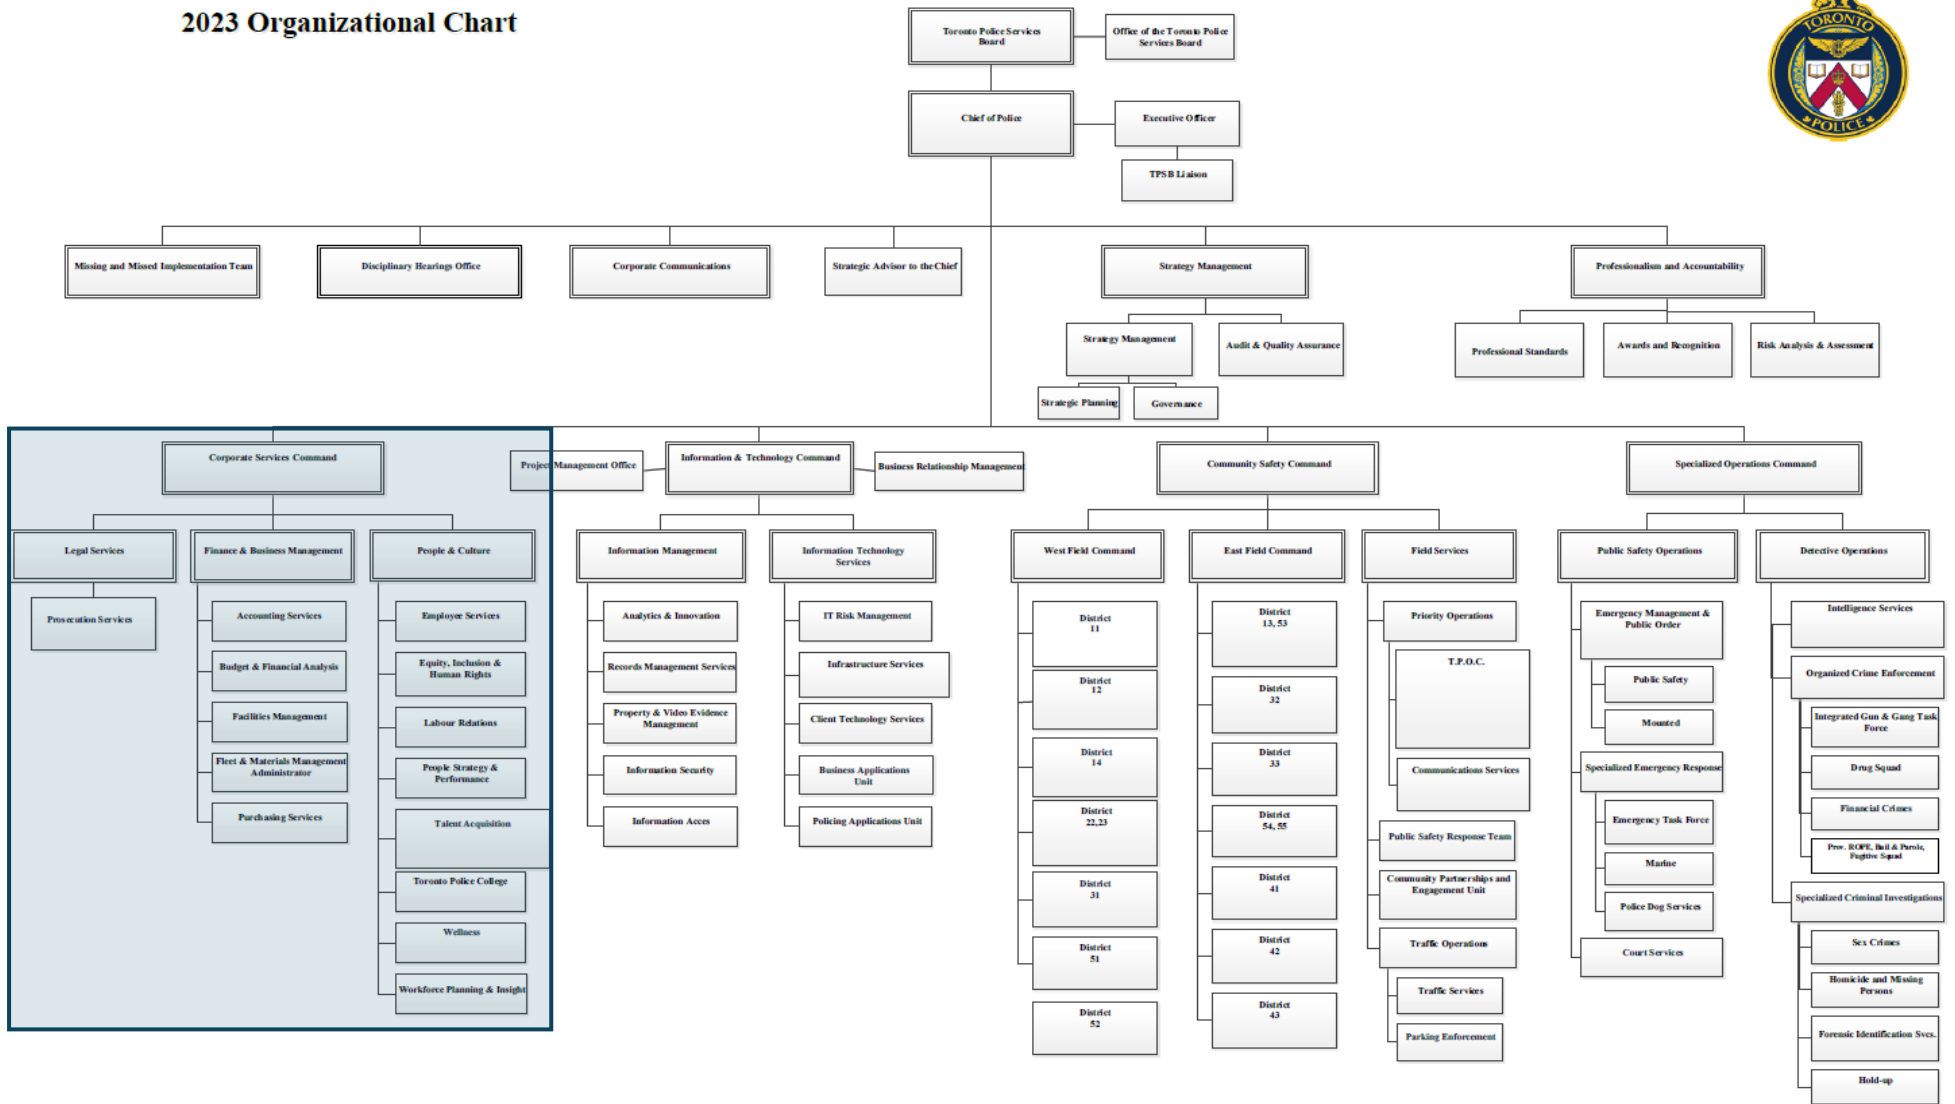 2023 Organizational Chart
TORONTO
POLICE
Toronto Police Services
Board
Office of the Toronto Police
Services Board
Chief of Police
Executive Officer
TPSB Liaison
Missing and Missed Implementation Team
Disciplinary Hearings Office
Corporate Communications
Strategic Advisor to the Chief
Strategy Management
Professionalism and Accountability
Strategy Management
Audit & Quality Assurance
Professional Standards
Awards and Recognition
Risk Analysis & Assessment
Strategic Planning
Governance
Corporate Services Command
Project Management Office
Information & Technology Command
Business Relationship Management
Community Safety Command
Specialized Operations Command
Legal Services
Prosecution Services
Finance & Business Management
Accounting Services
Budget & Financial Analysis
Facilities Management
Fleet & Materials Management
Administrator
Purchasing Services
People & Culture
Employee Services
Equity, Inclusion &
Human Rights
Labour Relations
People Strategy &
Performance
Talent Acquisition
Toronto Police College
Wellness
Workforce Planning & Insight
Information Management
Analytics & Innovation
Records Management Services
Property & Video Evidence
Management
Information Security
Information Acces
Information Technology
Services
IT Risk Management
Infrastructure Services
Client Technology Services
Business Applications
Unit
Policing Applications Unit
West Field Command
District
11
District
12
District
14
District
22,23
District
31
District
51
District
52
East Field Command
District
13, 53
District
32
District
33
District
54, 55
District
41
District
42
District
43
Field Services
Priority Operations
T.P.O.C.
Communications Services
Public Safety Response Team
Community Partnerships and
Engagement Unit
Traffic Operations
Traffic Services
Parking Enforcement
Public Safety Operations
Emergency Management &
Public Order
Public Safety
Mounted
Specialized Emergency Response
Emergency Task Force
Marine
Police Dog Services
Court Services
Detective Operations
Intelligence Services
Organized Crime Enforcement
Integrated Gun & Gang Task
Force
Drug Squad
Financial Crimes
Prov. ROPE, Bail & Parole,
Fugitive Squad
Specialized Criminal Investigations
Sex Crimes
Homicide and Missing
Persons
Forensic Identification Svcs.
Hold-up